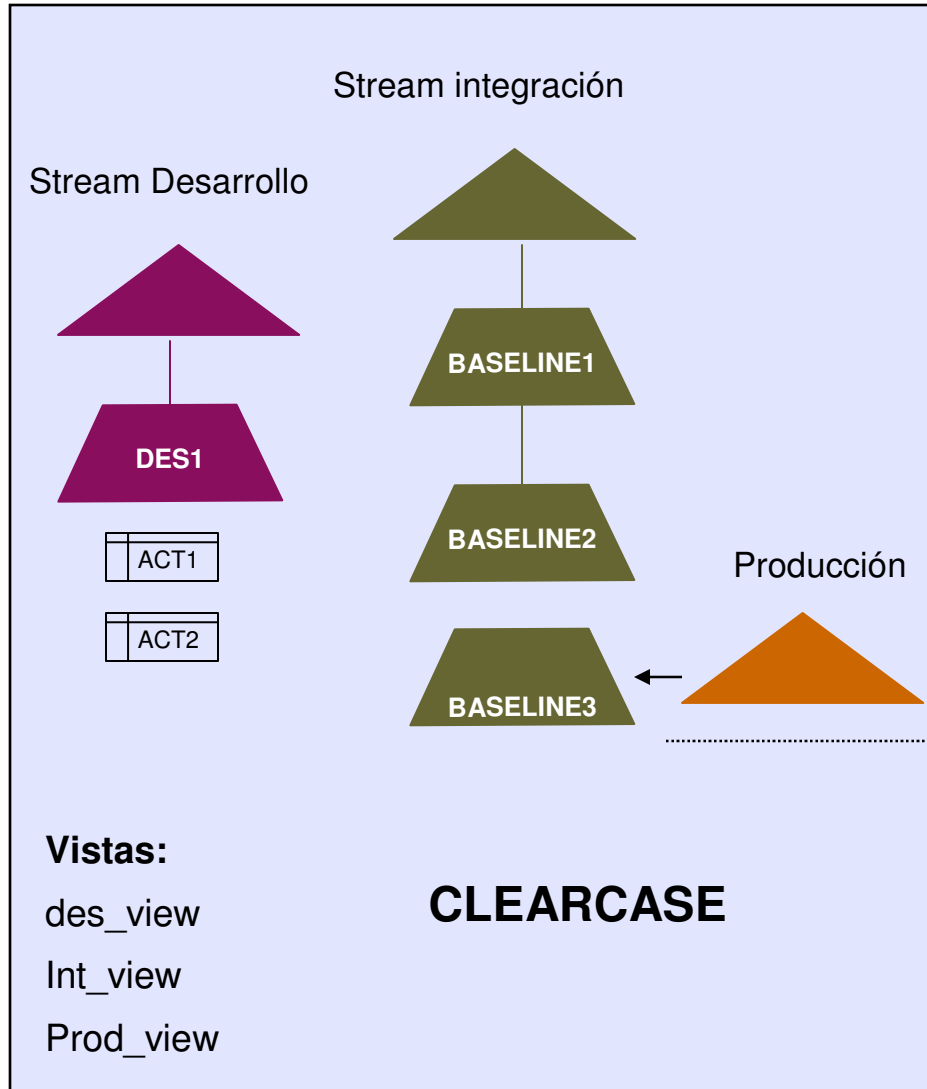 Stream integración
Stream Desarrollo
BASELINE1
DES1
BASELINE2
ACT1
Producción
ACT2
BASELINE3
Vistas:
des_view
CLEARCASE
Int_view
Prod_view